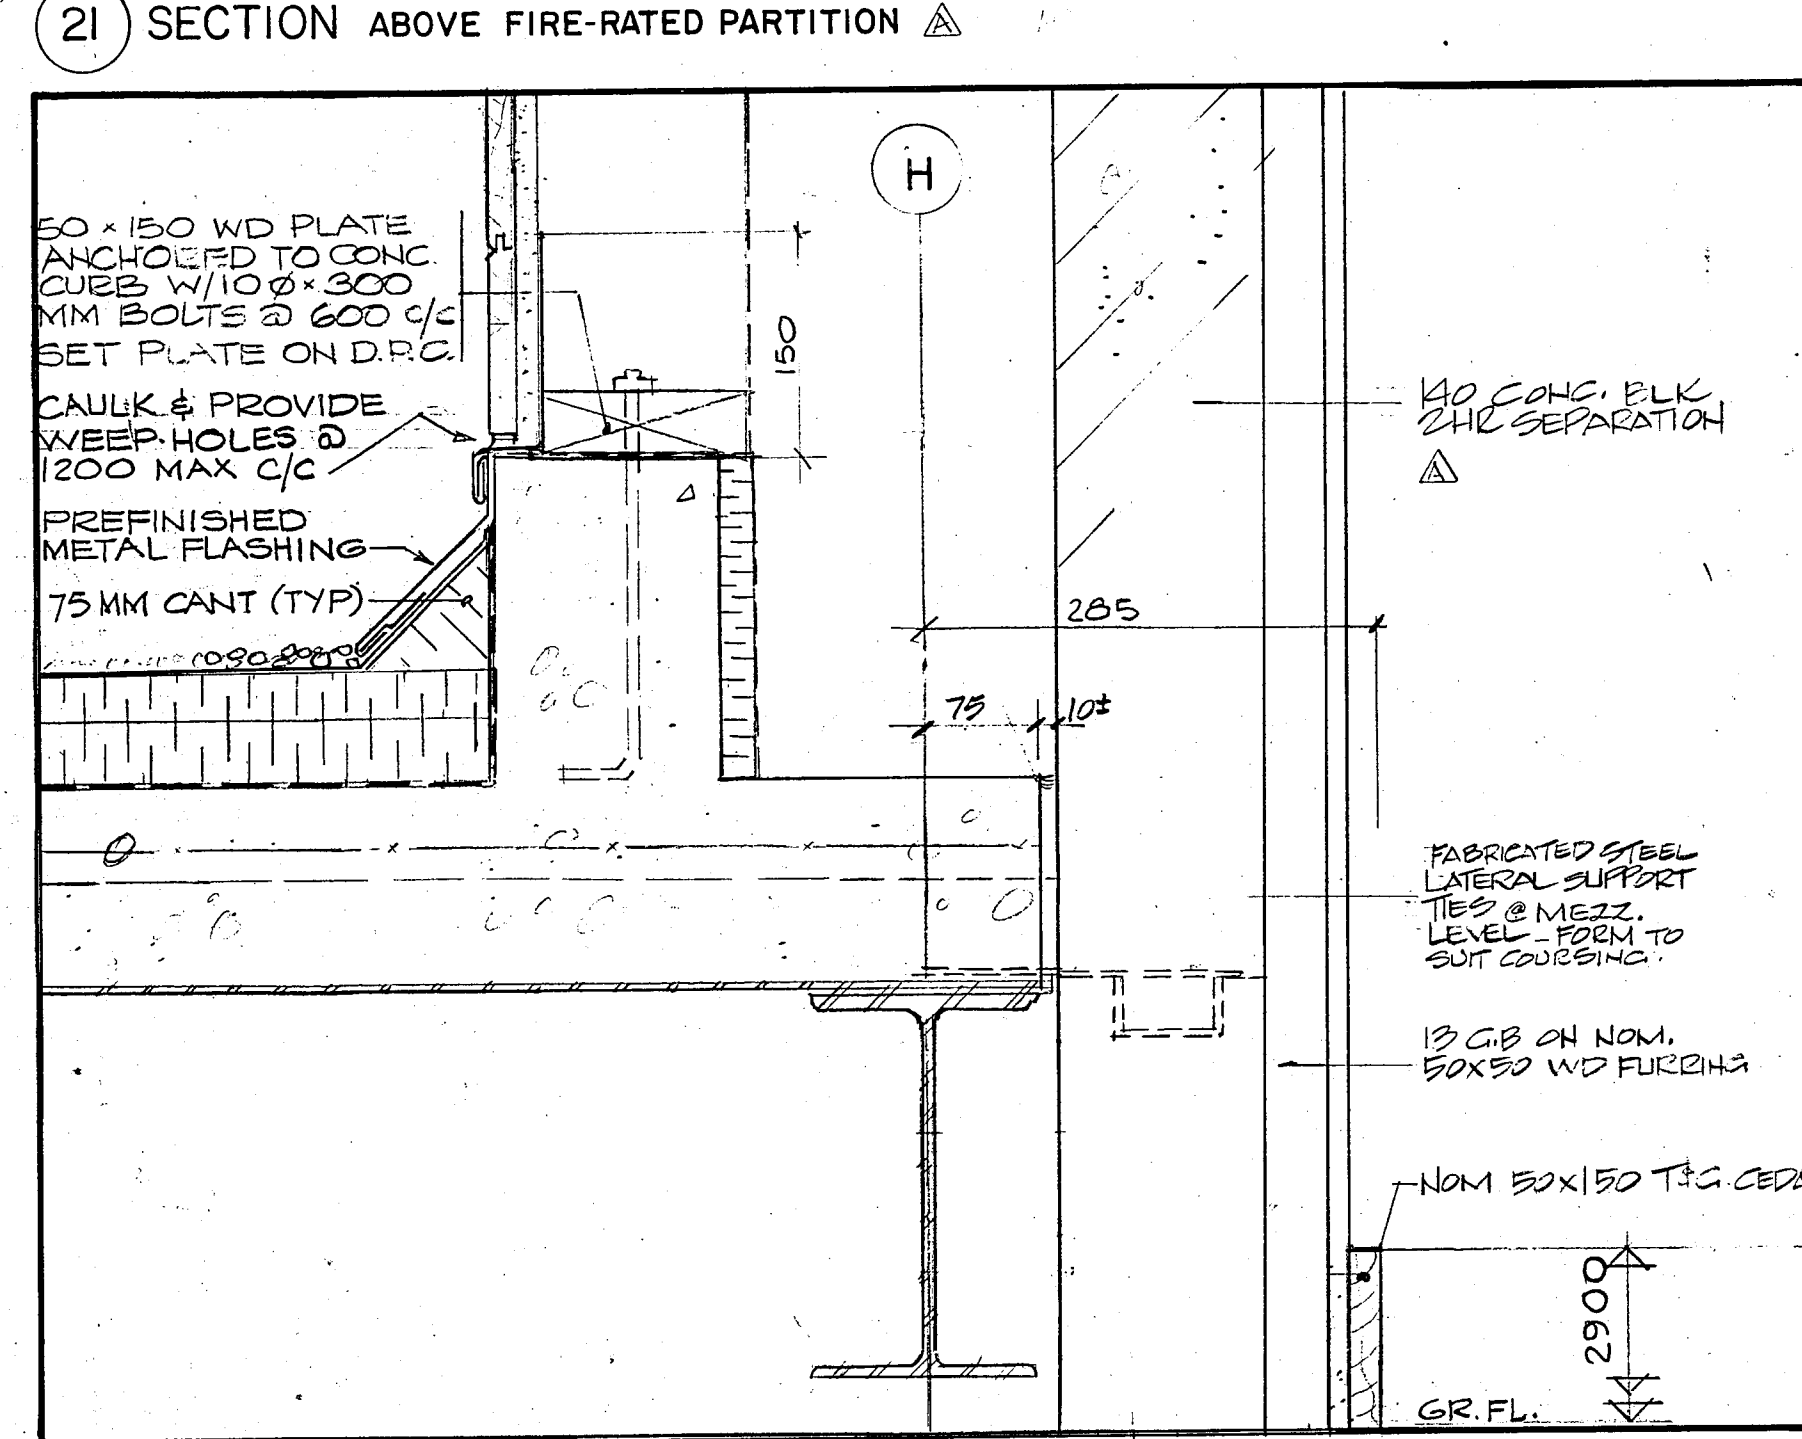 21 SECTION ABOVE FIRE-RATED PARTITION A
H
50 × 150 WD PLATE
ANCHORED TO CONC.
CURB W/10 Ø × 300
MM BOLTS @ 600 C/C
SET PLATE ON D.P.C.
CAULK & PROVIDE
WEEP HOLES @
1200 MAX C/C
PREFINISHED
METAL FLASHING
75 MM CANT (TYP)
150
140 CONC. BLK.
2HR SEPARATION
A
285
75
10±
FABRICATED STEEL
LATERAL SUPPORT
TIES @ MEZZ.
LEVEL - FORM TO
SUIT COURSING.
13 G.B ON NOM.
50X50 WD FURRING
NOM 50X150 T&G CEDA
2900
GR. FL.